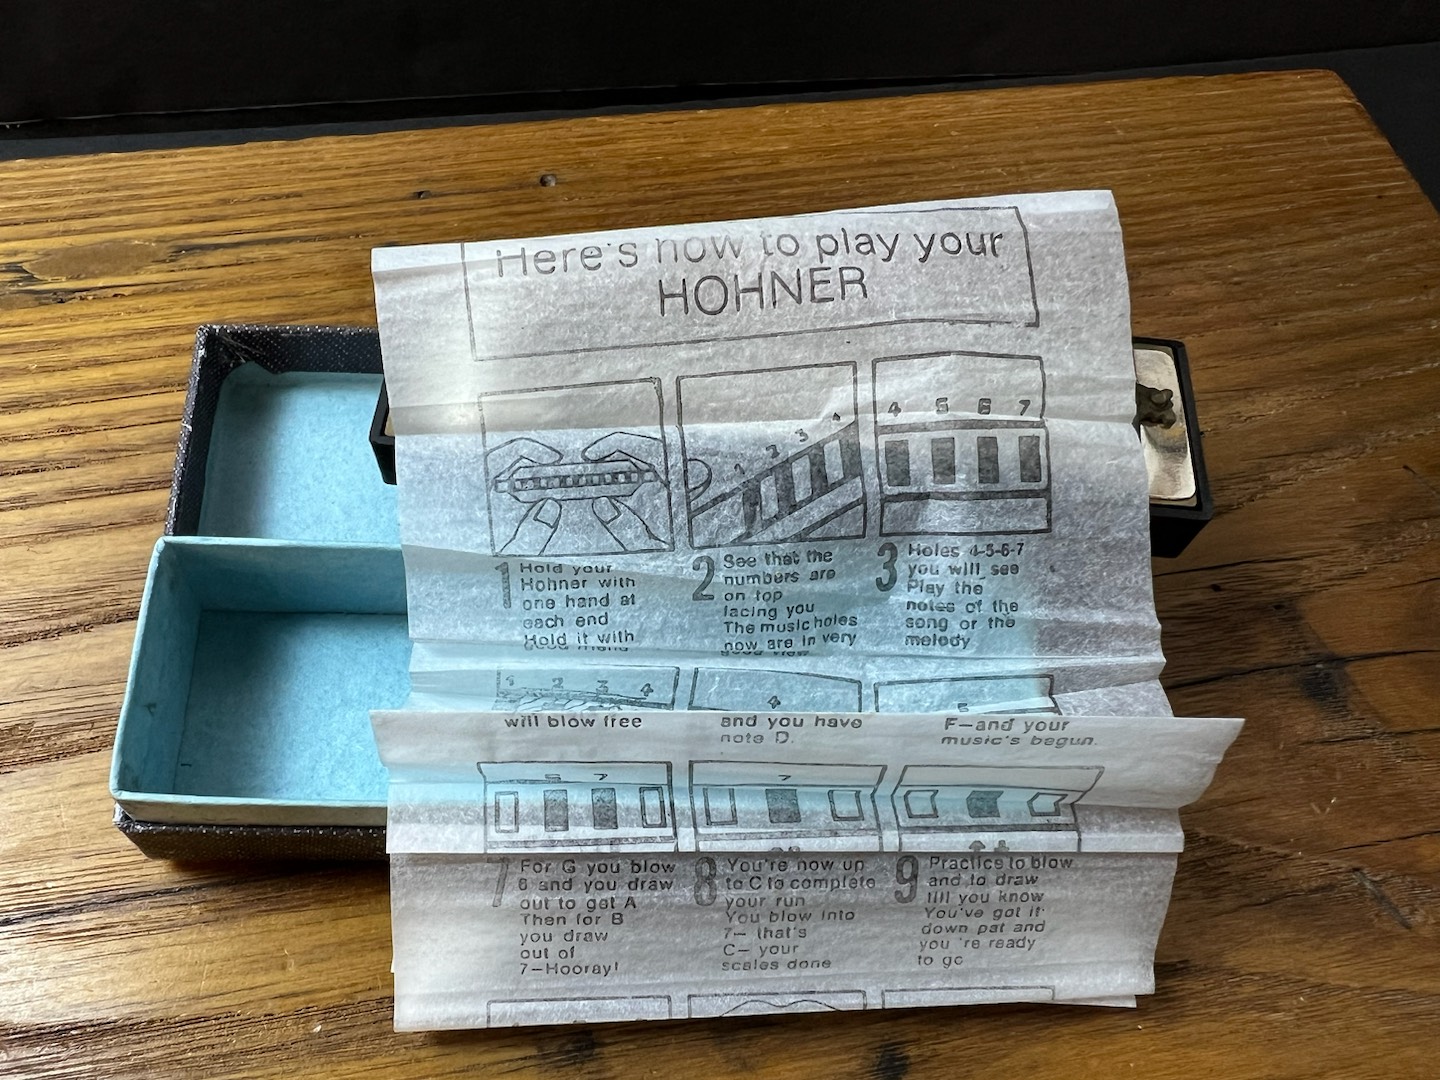 Here's how to play your
HOHNER
1 2 3 4
4 5 6 7
1 Hold your
Hohner with
one hand at
each end
Hold it with
2 See that the
numbers are
on top
facing you
The music holes
now are in very
good view
3 Holes 4-5-6-7
you will see
Play the
notes of the
song or the
melody
1 2 3 4
4
will blow free
and you have
note D.
F—and your
music's begun.
7
7
7 For G you blow
6 and you draw
out to get A
Then for B
you draw
out of
7—Hooray!
8 You're now up
to C to complete
your run
You blow into
7— that's
C— your
scales done
9 Practice to blow
and to draw
till you know
You've got it
down pat and
you 're ready
to go